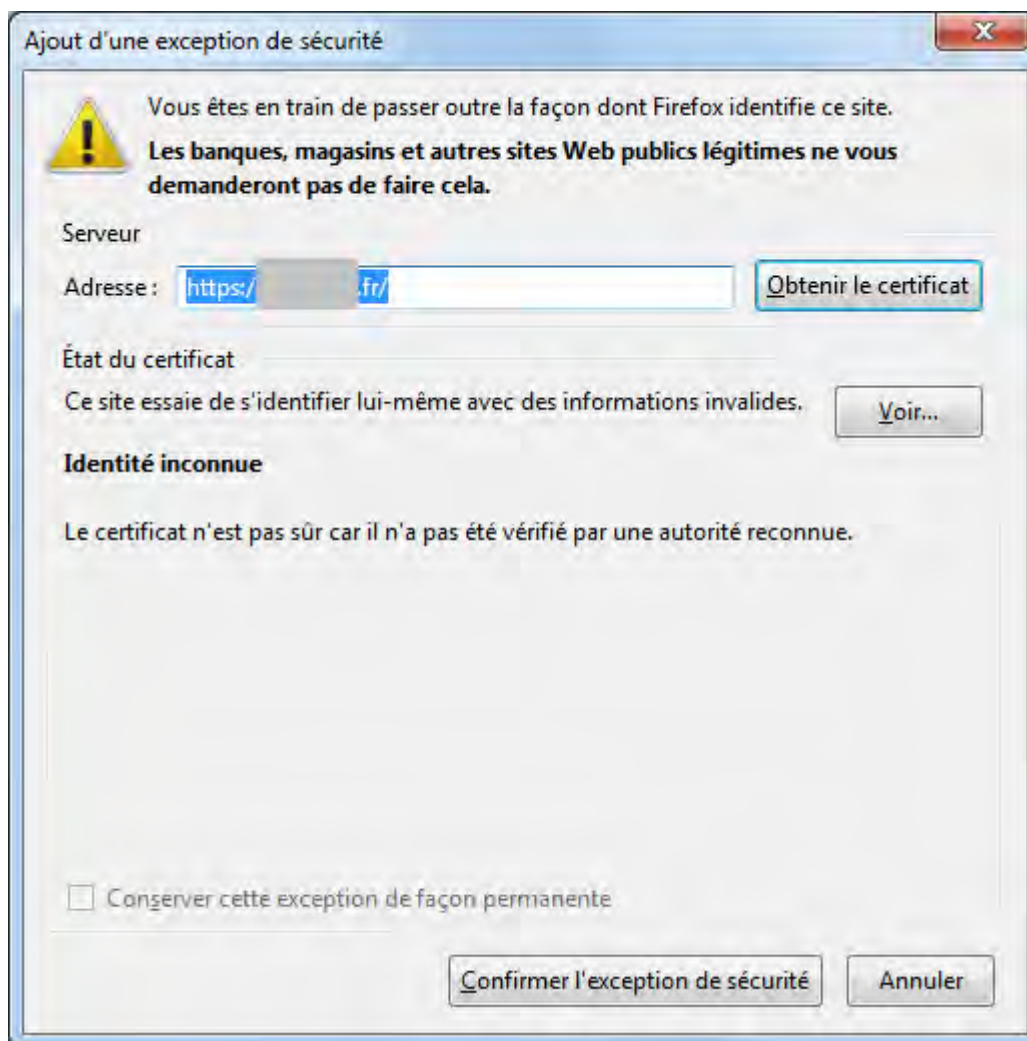 Ajout d'une exception de sécurité
Vous êtes en train de passer outre la façon dont Firefox identifie ce site.
Les banques, magasins et autres sites Web publics légitimes ne vous
demanderont pas de faire cela.
Serveur
Adresse : https:/ .fr/ Obtenir le certificat
État du certificat
Ce site essaie de s'identifier lui-même avec des informations invalides. Voir...
Identité inconnue
Le certificat n'est pas sûr car il n'a pas été vérifié par une autorité reconnue.
Conserver cette exception de façon permanente
Confirmer l'exception de sécurité Annuler